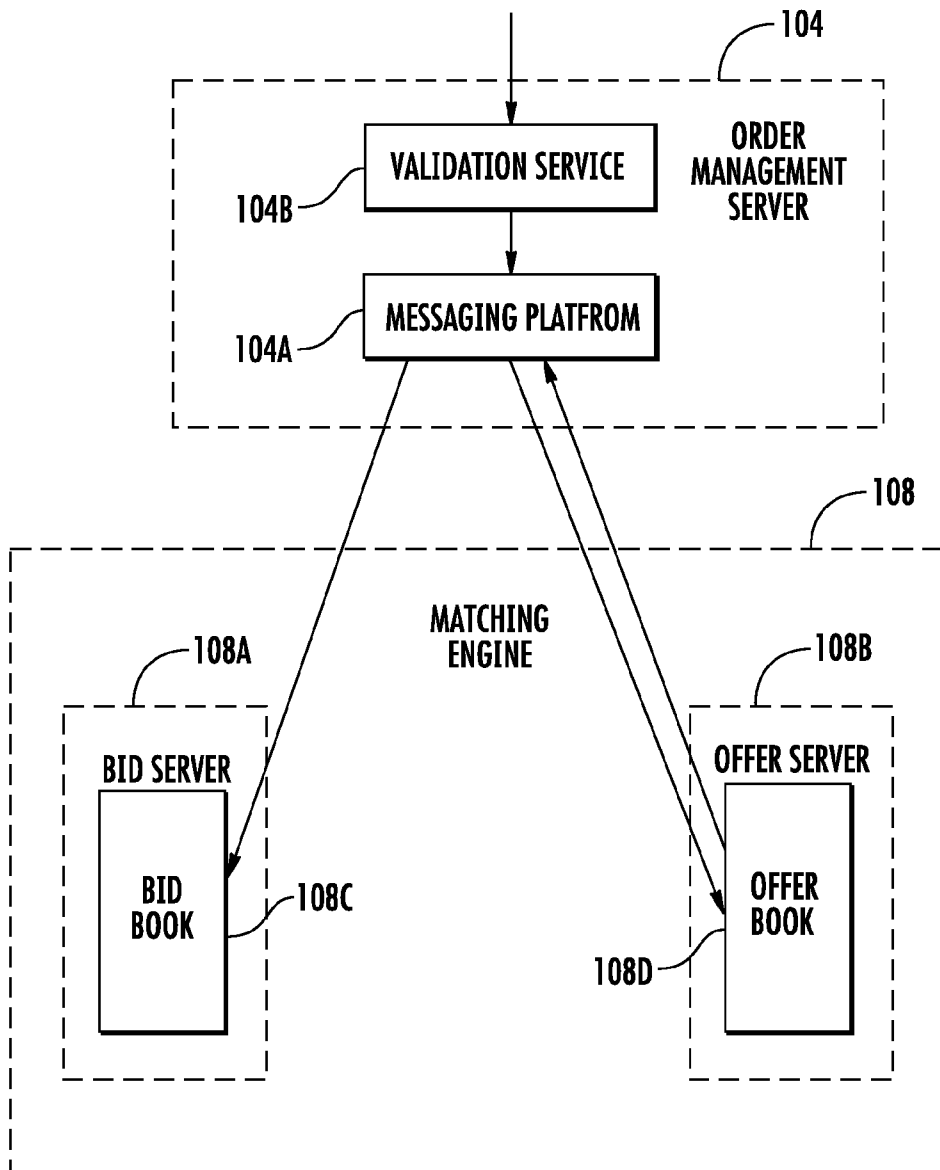 104
ORDER
MANAGEMENT
SERVER
VALIDATION SERVICE
104B
MESSAGING PLATFROM
104A
108
MATCHING
ENGINE
108A
108B
BID SERVER
OFFER SERVER
BID
BOOK
108C
OFFER
BOOK
108D